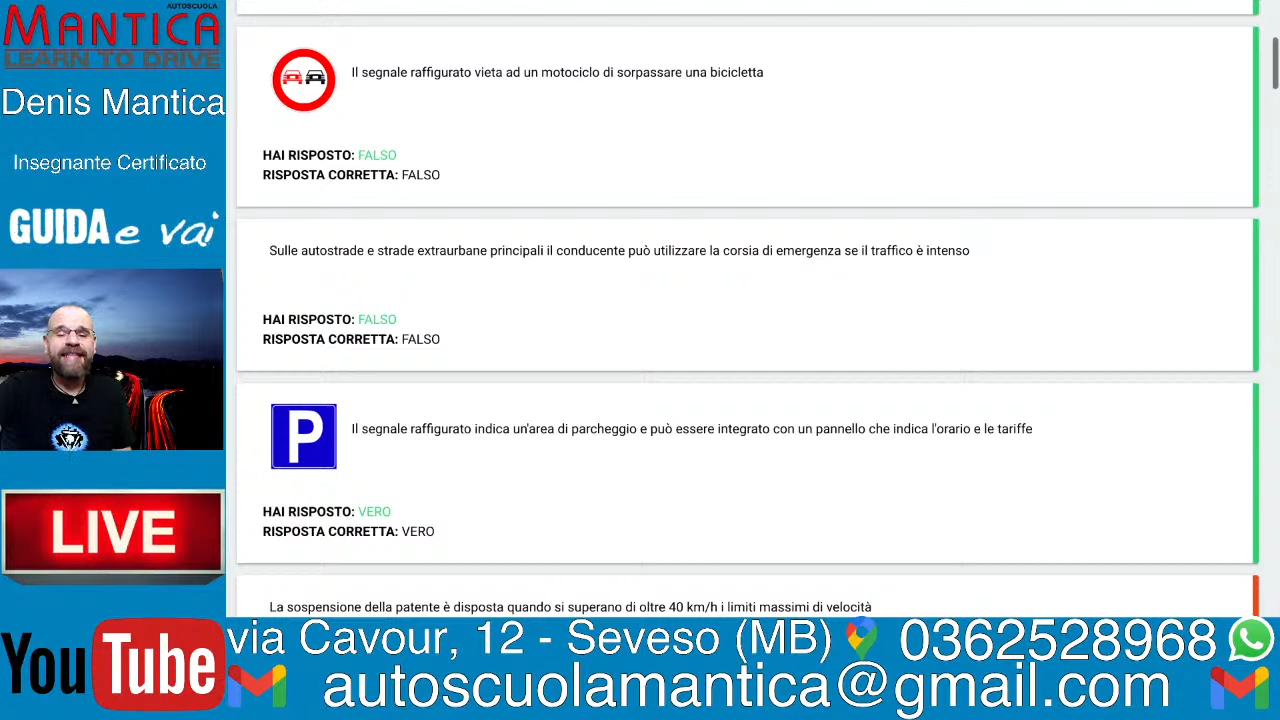 AUTOSCUOLA
MANTICA
LEARN TO DRIVE
Denis Mantica
Insegnante Certificato
GUIDA e vai
LIVE
YouTube
Il segnale raffigurato vieta ad un motociclo di sorpassare una bicicletta
HAI RISPOSTO: FALSO
RISPOSTA CORRETTA: FALSO
Sulle autostrade e strade extraurbane principali il conducente può utilizzare la corsia di emergenza se il traffico è intenso
HAI RISPOSTO: FALSO
RISPOSTA CORRETTA: FALSO
P
Il segnale raffigurato indica un'area di parcheggio e può essere integrato con un pannello che indica l'orario e le tariffe
HAI RISPOSTO: VERO
RISPOSTA CORRETTA: VERO
La sospensione della patente è disposta quando si superano di oltre 40 km/h i limiti massimi di velocità
via Cavour, 12 - Seveso (MB) 0362528968
autoscuolamantica@gmail.com